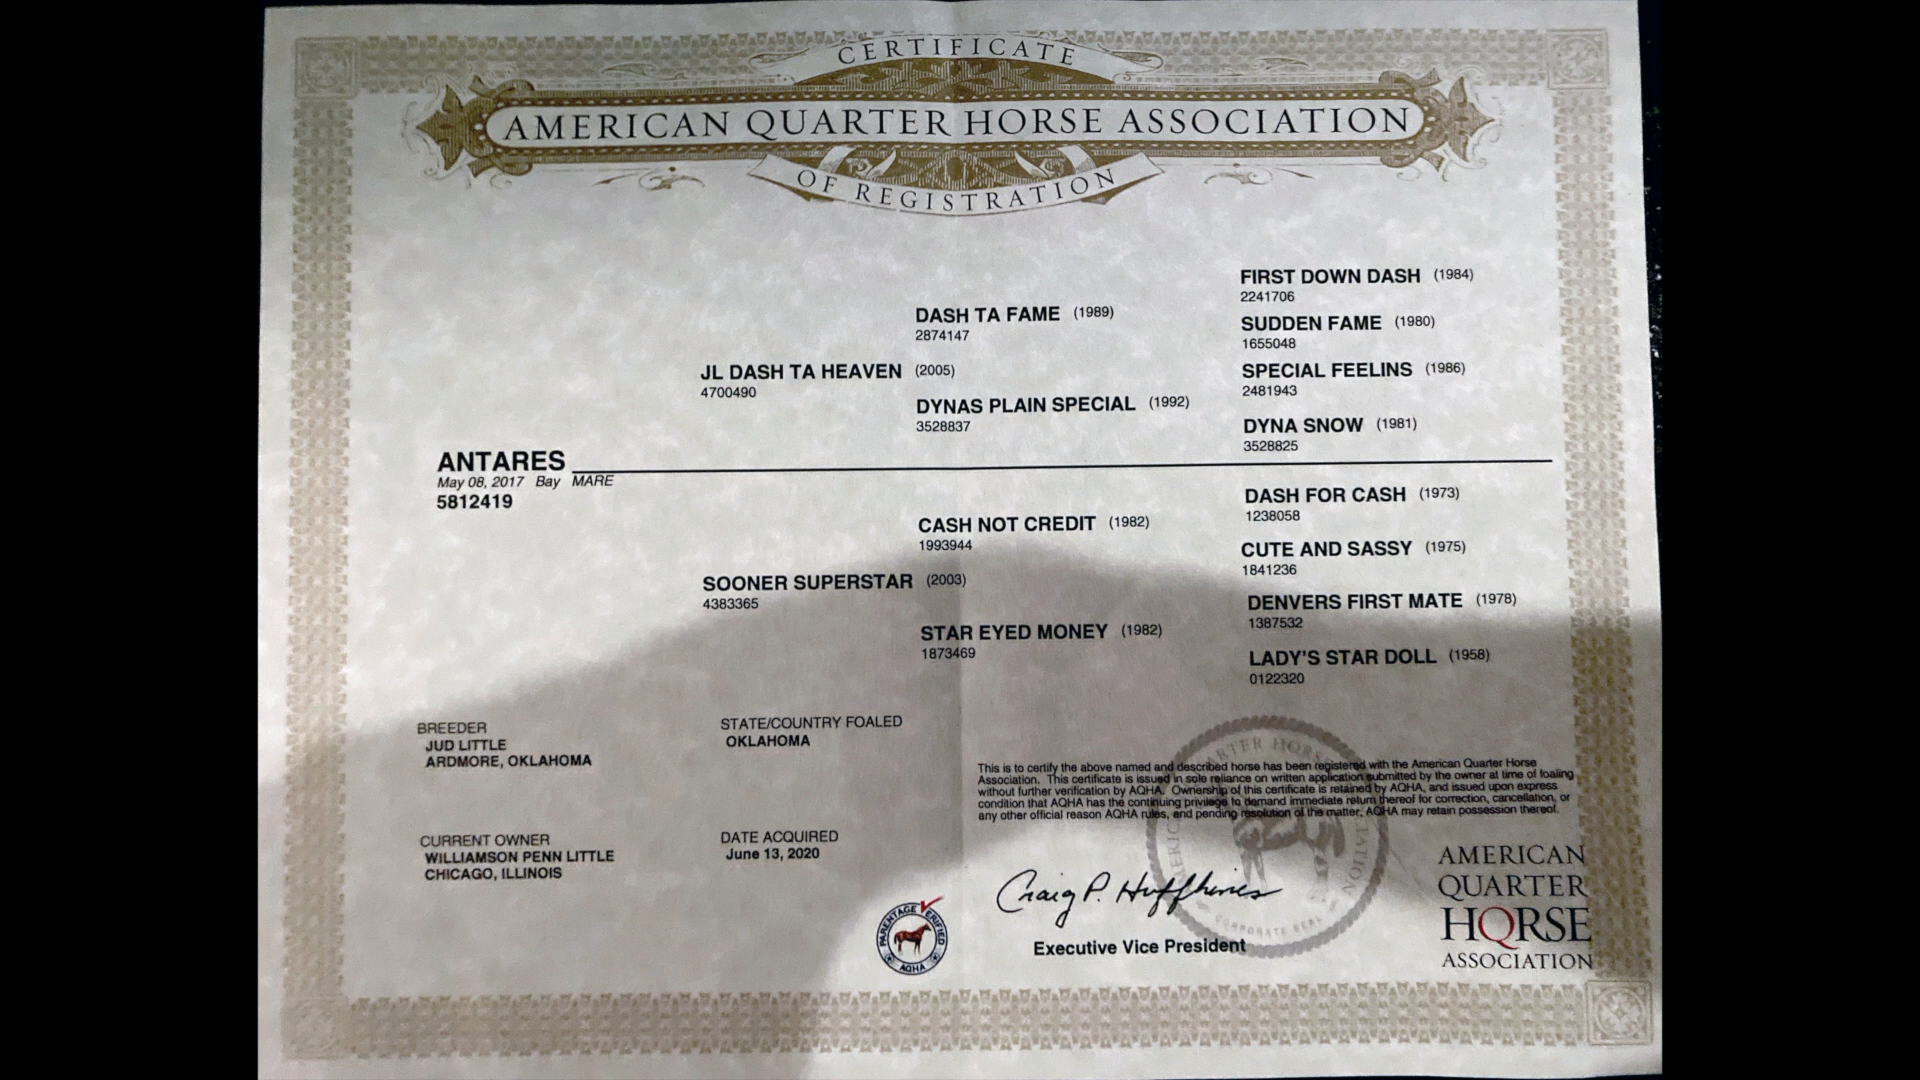 CERTIFICATE
AMERICAN QUARTER HORSE ASSOCIATION
OF REGISTRATION
FIRST DOWN DASH (1984)
2241706
DASH TA FAME (1989)
2874147
SUDDEN FAME (1980)
1655048
JL DASH TA HEAVEN (2005)
4700490
SPECIAL FEELINS (1986)
2481943
DYNAS PLAIN SPECIAL (1992)
3528837
DYNA SNOW (1981)
3528825
ANTARES
May 08, 2017 Bay MARE
5812419
DASH FOR CASH (1973)
1238058
CASH NOT CREDIT (1982)
1993944
CUTE AND SASSY (1975)
1841236
SOONER SUPERSTAR (2003)
4383365
DENVERS FIRST MATE (1978)
1387532
STAR EYED MONEY (1982)
1873469
LADY'S STAR DOLL (1958)
0122320
BREEDER
JUD LITTLE
ARDMORE, OKLAHOMA
STATE/COUNTRY FOALED
OKLAHOMA
This is to certify the above named and described horse has been registered with the American Quarter Horse
Association. This certificate is issued in sole reliance on written application submitted by the owner at time of foaling
without further verification by AQHA. Ownership of this certificate is retained by AQHA, and issued upon express
condition that AQHA has the continuing privilege to demand immediate return thereof for correction, cancellation, or
any other official reason AQHA rules, and pending resolution of the matter, AQHA may retain possession thereof.
CURRENT OWNER
WILLIAMSON PENN LITTLE
CHICAGO, ILLINOIS
DATE ACQUIRED
June 13, 2020
PARENTAGE VERIFIED
AQHA
Craig P. Huffhines
Executive Vice President
CORPORATE SEAL
AMERICAN
QUARTER
HORSE
ASSOCIATION